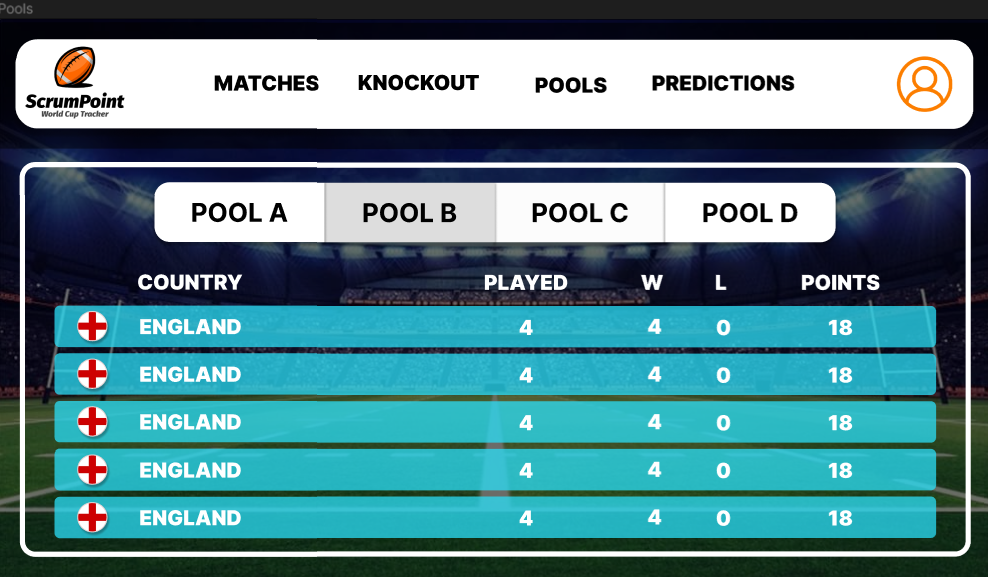 Pools
MATCHES KNOCKOUT POOLS PREDICTIONS
ScrumPoint
World Cup Tracker
POOL A POOL B POOL C POOL D
COUNTRY PLAYED W L POINTS
ENGLAND 4 4 0 18
ENGLAND 4 4 0 18
ENGLAND 4 4 0 18
ENGLAND 4 4 0 18
ENGLAND 4 4 0 18